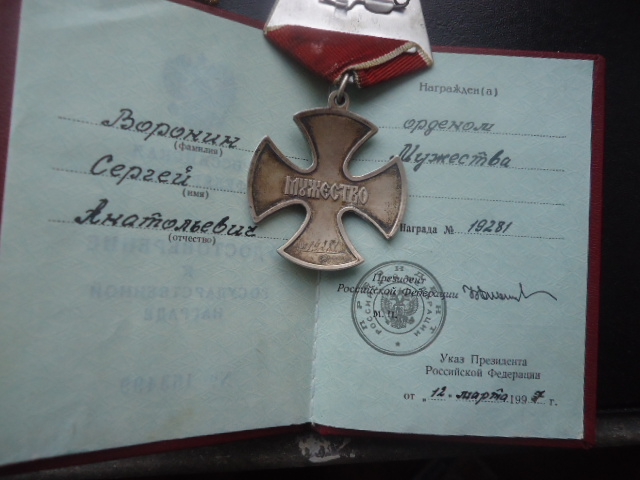 Воронин
(фамилия)
Сергей
(имя)
Анатольевич
(отчество)
МУЖЕСТВО
Награжден(а)
орденом
Мужества
Награда № 19281
Президент
Российской Федерации
М. П.
Указ Президента
Российской Федерации
от „12 марта 1997 г.